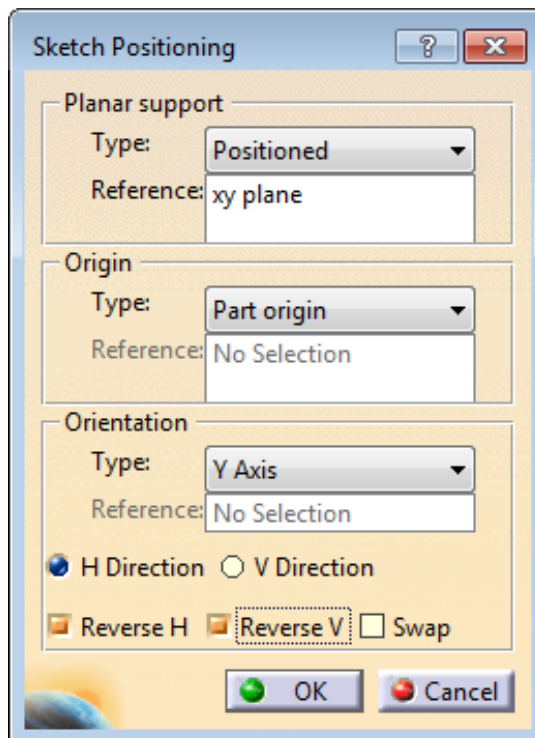 Sketch Positioning ?
Planar support
Type: Positioned
Reference: xy plane
Origin
Type: Part origin
Reference: No Selection
Orientation
Type: Y Axis
Reference: No Selection
H Direction V Direction
Reverse H Reverse V Swap
OK Cancel